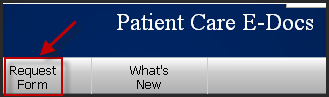 Patient Care E-Docs
Request
Form
What's
New